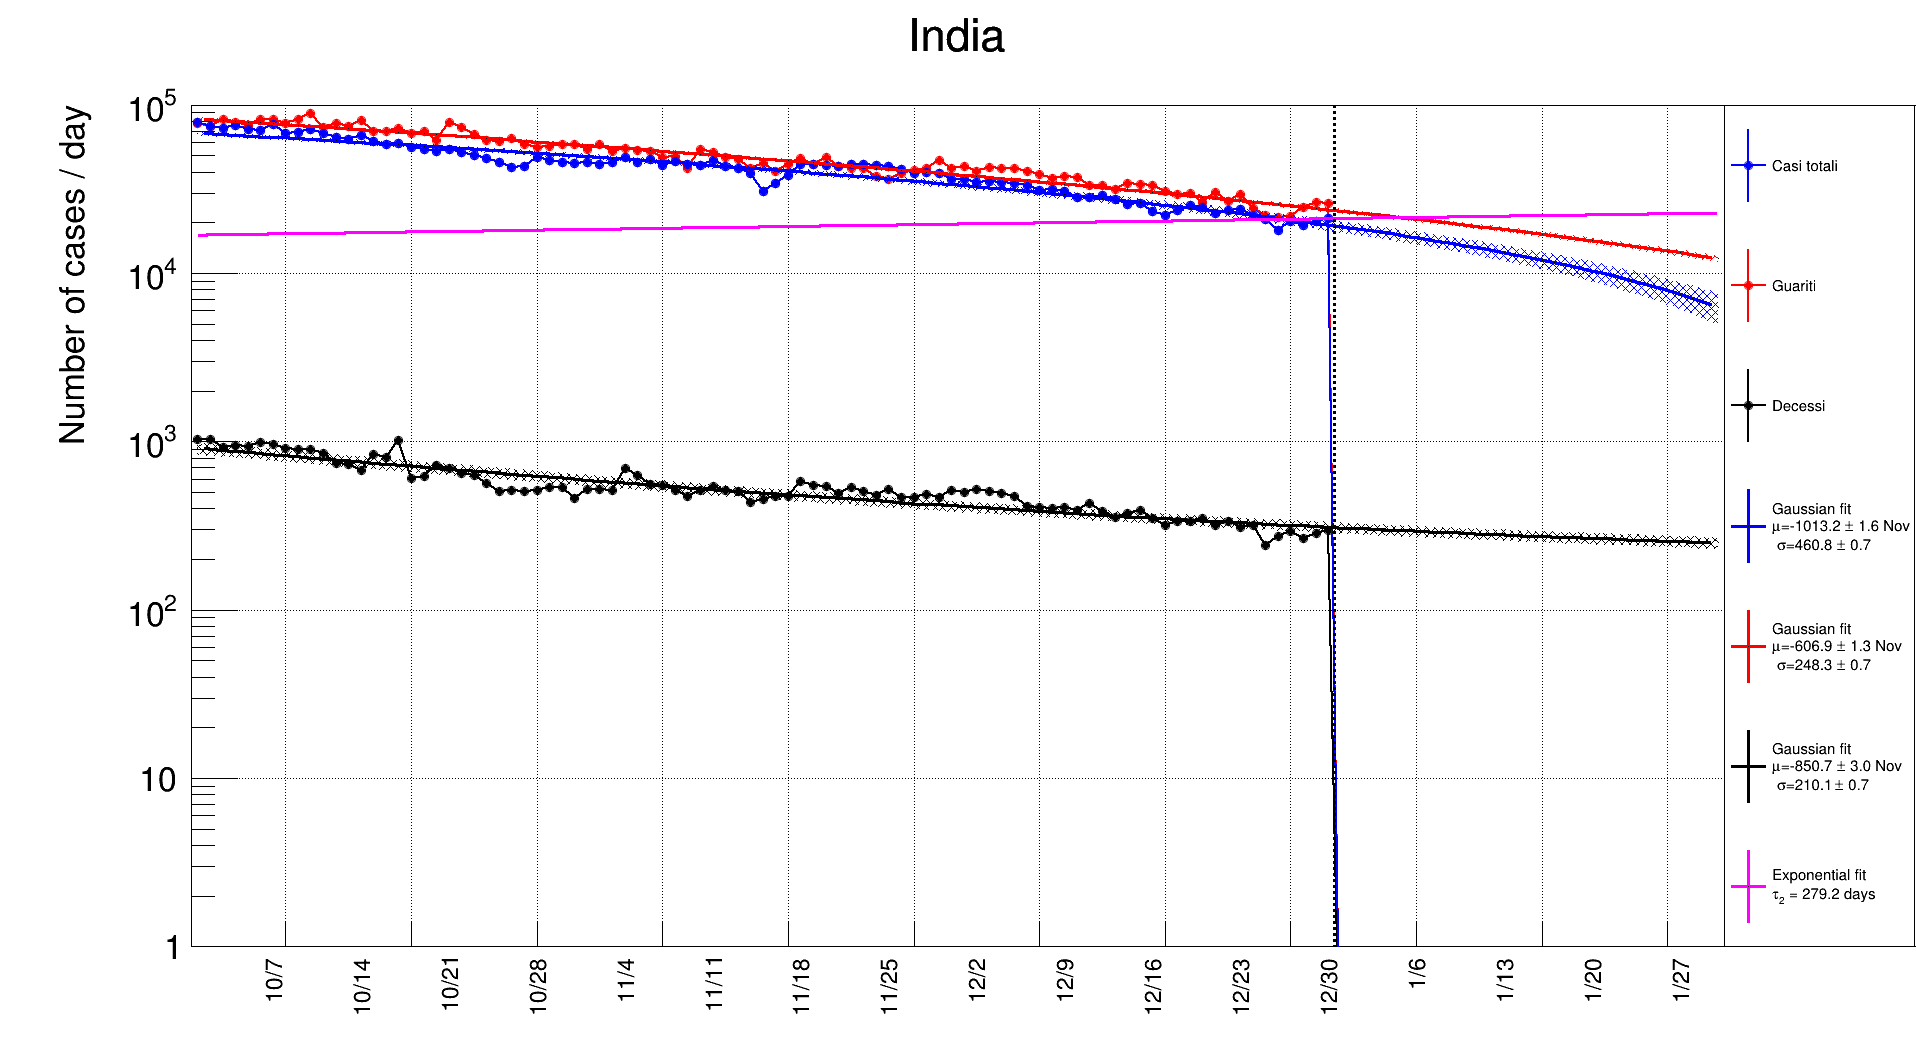 India
Number of cases / day
10⁵
10⁴
10³
10²
10
1
10/7
10/14
10/21
10/28
11/4
11/11
11/18
11/25
12/2
12/9
12/16
12/23
12/30
1/6
1/13
1/20
1/27
Casi totali
Guariti
Decessi
Gaussian fit
μ=-1013.2 ± 1.6 Nov
σ=460.8 ± 0.7
Gaussian fit
μ=-606.9 ± 1.3 Nov
σ=248.3 ± 0.7
Gaussian fit
μ=-850.7 ± 3.0 Nov
σ=210.1 ± 0.7
Exponential fit
τ₂ = 279.2 days